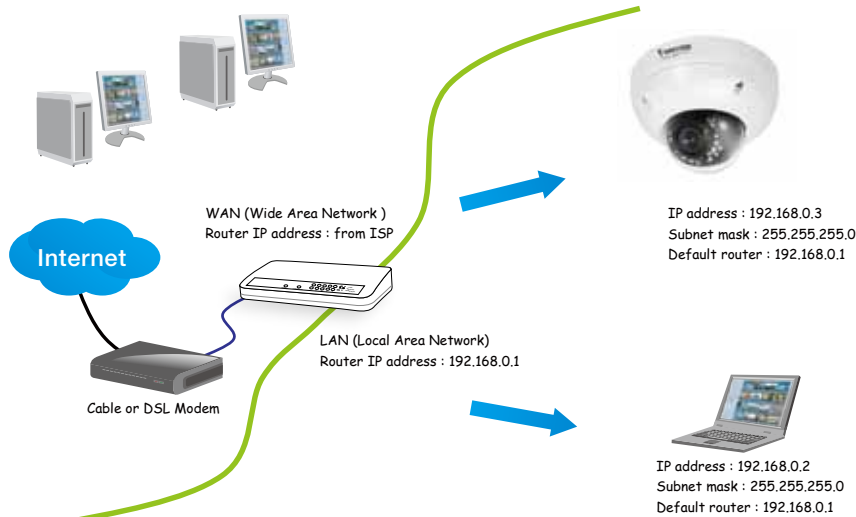 WAN (Wide Area Network )
Router IP address : from ISP
Internet
LAN (Local Area Network)
Router IP address : 192.168.0.1
Cable or DSL Modem
IP address : 192.168.0.3
Subnet mask : 255.255.255.0
Default router : 192.168.0.1
IP address : 192.168.0.2
Subnet mask : 255.255.255.0
Default router : 192.168.0.1